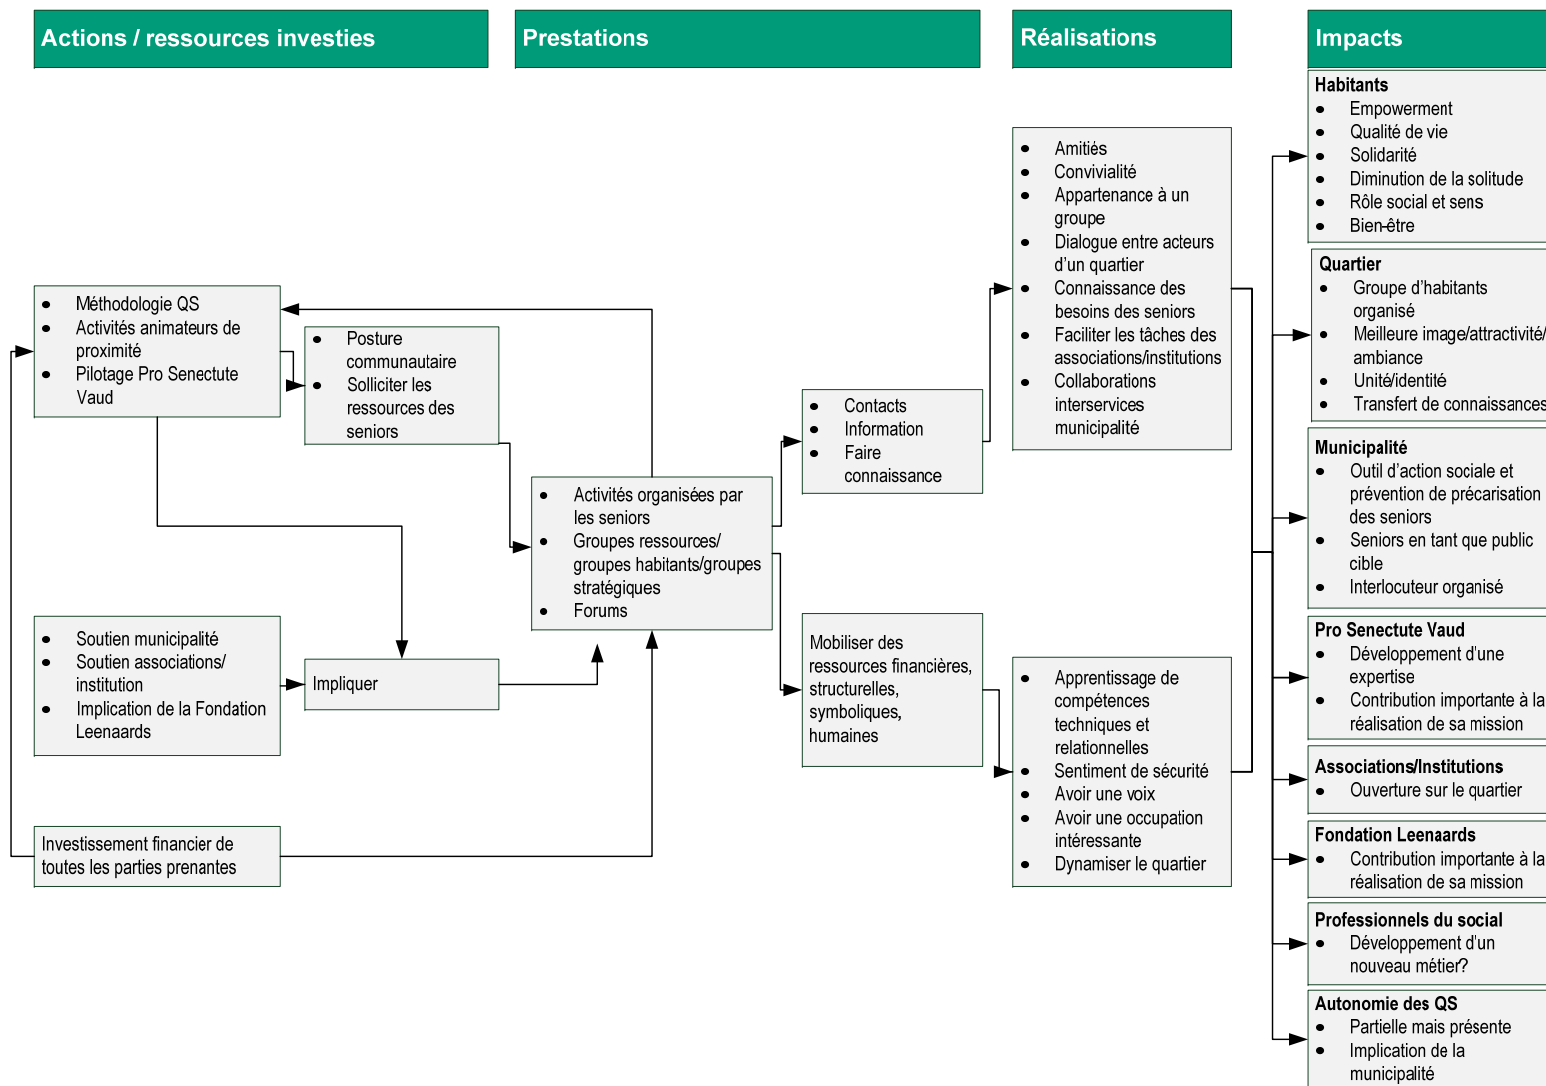 Actions / ressources investies
Prestations
Réalisations
Impacts
• Méthodologie QS
• Activités animateurs de
proximité
• Pilotage Pro Senectute
Vaud
• Posture
communautaire
• Solliciter les
ressources des
seniors
• Soutien municipalité
• Soutien associations/
institution
• Implication de la Fondation
Leenaards
Impliquer
Investissement financier de
toutes les parties prenantes
• Activités organisées par
les seniors
• Groupes ressources/
groupes habitants/groupes
stratégiques
• Forums
• Contacts
• Information
• Faire
connaissance
Mobiliser des
ressources financières,
structurelles,
symboliques,
humaines
• Amitiés
• Convivialité
• Appartenance à un
groupe
• Dialogue entre acteurs
d'un quartier
• Connaissance des
besoins des seniors
• Faciliter les tâches des
associations/institutions
• Collaborations
interservices
municipalité
• Apprentissage de
compétences
techniques et
relationnelles
• Sentiment de sécurité
• Avoir une voix
• Avoir une occupation
intéressante
• Dynamiser le quartier
Habitants
• Empowerment
• Qualité de vie
• Solidarité
• Diminution de la solitude
• Rôle social et sens
• Bien-être
Quartier
• Groupe d'habitants
organisé
• Meilleure image/attractivité/
ambiance
• Unité/identité
• Transfert de connaissances
Municipalité
• Outil d'action sociale et
prévention de précarisation
des seniors
• Seniors en tant que public
cible
• Interlocuteur organisé
Pro Senectute Vaud
• Développement d'une
expertise
• Contribution importante à la
réalisation de sa mission
Associations/Institutions
• Ouverture sur le quartier
Fondation Leenaards
• Contribution importante à la
réalisation de sa mission
Professionnels du social
• Développement d'un
nouveau métier?
Autonomie des QS
• Partielle mais présente
• Implication de la
municipalité